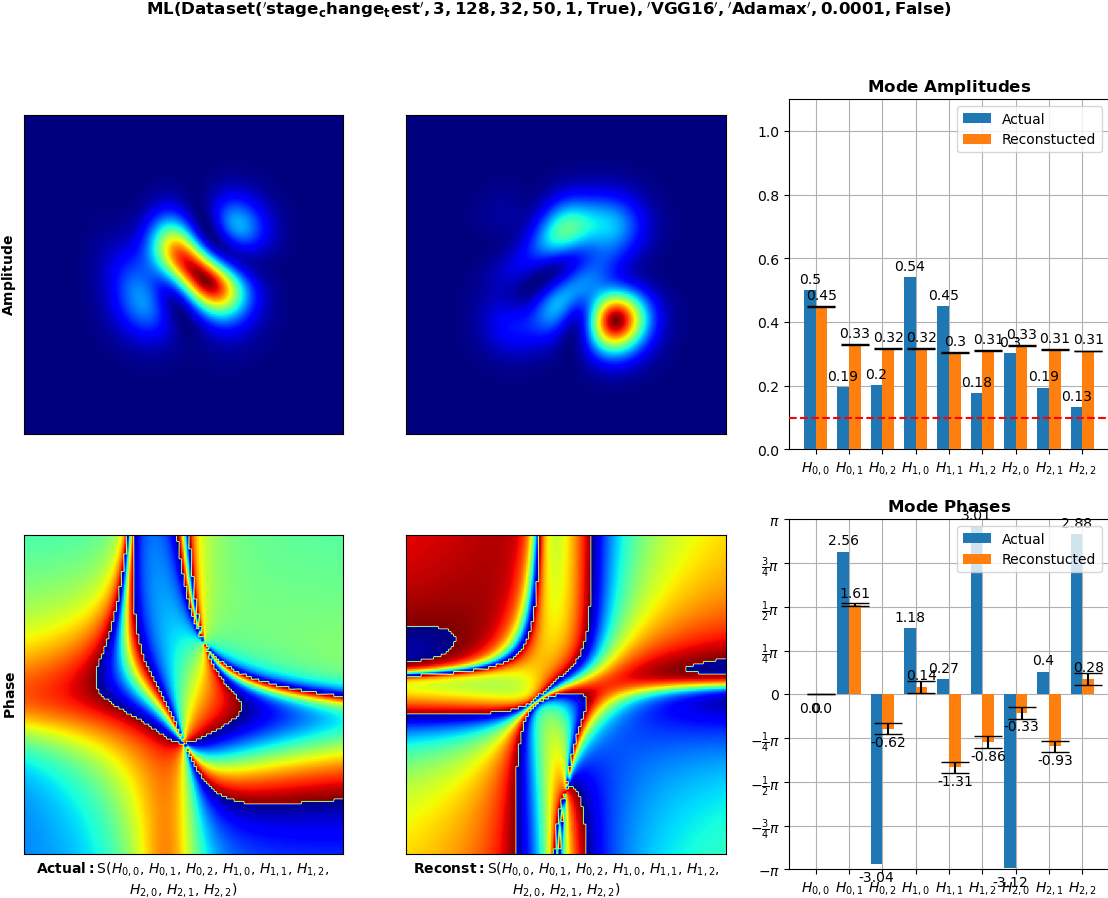 ML(Dataset('stage_change_test', 3, 128, 32, 50, 1, True), 'VGG16', 'Adamax', 0.0001, False)
Amplitude
Mode Amplitudes
Actual
Reconstucted
1.0
0.8
0.6
0.4
0.2
0.0
0.5
0.45
0.19
0.33
0.2
0.32
0.54
0.32
0.45
0.3
0.18
0.31
0.3
0.33
0.19
0.31
0.13
0.31
H0,0 H0,1 H0,2 H1,0 H1,1 H1,2 H2,0 H2,1 H2,2
Phase
Mode Phases
Actual
Reconstucted
π
3/4π
1/2π
1/4π
0
−1/4π
−1/2π
−3/4π
−π
0.0
0.0
2.56
1.61
-3.04
-0.62
1.18
0.14
0.27
-1.31
3.01
-0.86
-3.12
-0.33
0.4
-0.93
2.88
0.28
H0,0 H0,1 H0,2 H1,0 H1,1 H1,2 H2,0 H2,1 H2,2
Actual: S(H0,0, H0,1, H0,2, H1,0, H1,1, H1,2,
H2,0, H2,1, H2,2)
Reconst: S(H0,0, H0,1, H0,2, H1,0, H1,1, H1,2,
H2,0, H2,1, H2,2)